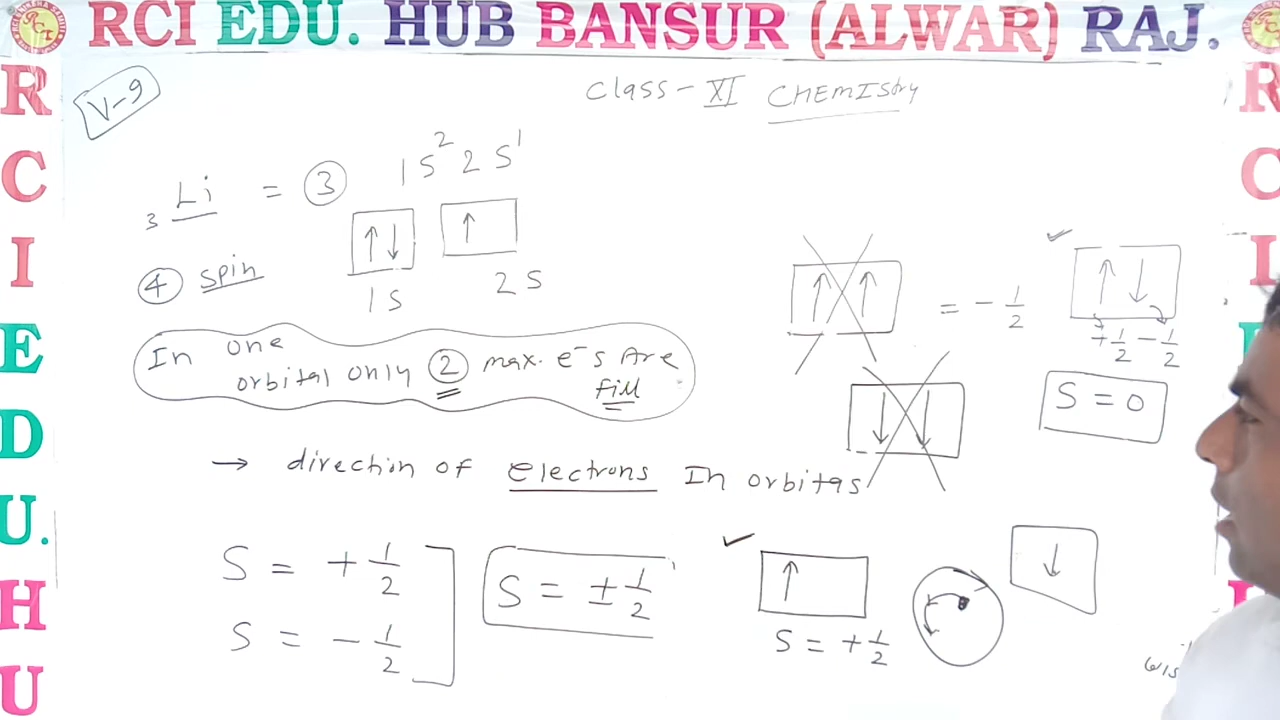 RCI EDU. HUB BANSUR (ALWAR) RAJ.
R
C
I
E
D
U.
H
U
R
C
I
V-9
Class - XI CHEMIStry
3 Li = ③ 1S² 2S¹
↑↓ ↑
1S 2S
④ Spin
In one
orbital only ② max. e⁻s Are
Fill
↑ ↑ = - 1/2
↓ ↓
↑ ↓
+1/2 -1/2
S = 0
→ direction of electrons In orbitas
S = + 1/2
S = - 1/2
S = ± 1/2
↑
S = + 1/2
↓